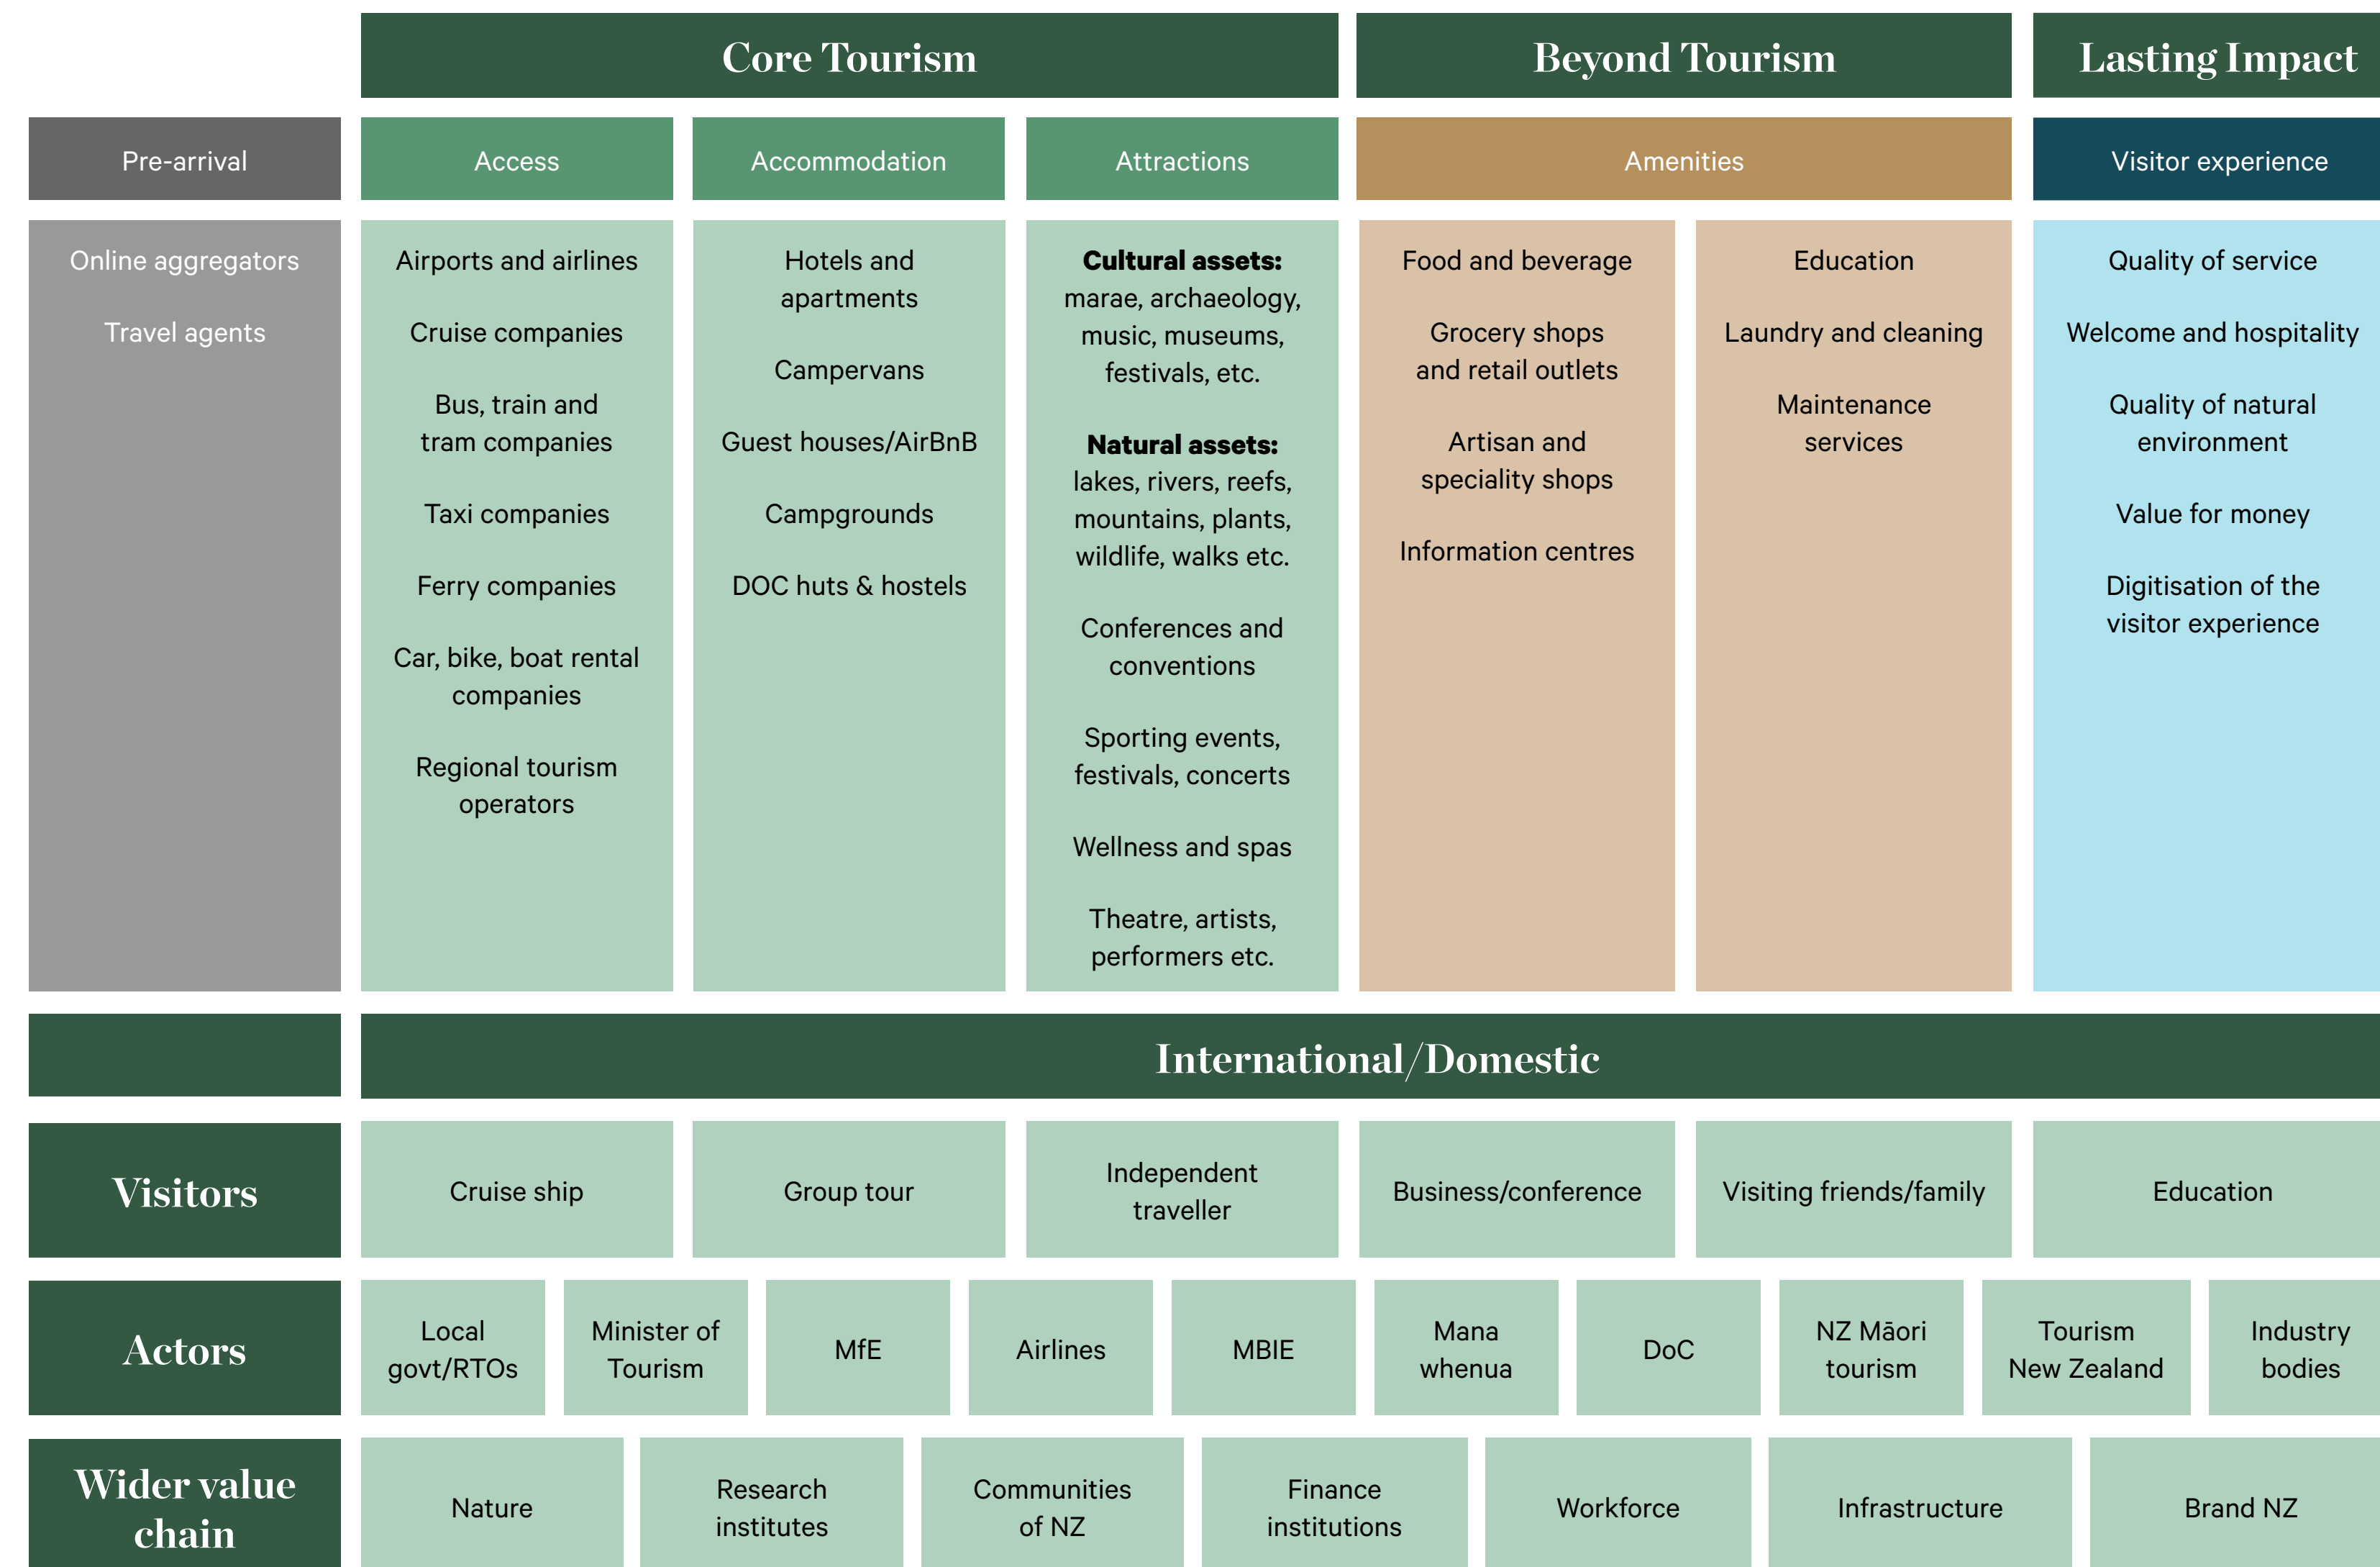 Core Tourism
Beyond Tourism
Lasting Impact
Pre-arrival
Access
Accommodation
Attractions
Amenities
Visitor experience
Online aggregators
Travel agents
Airports and airlines
Cruise companies
Bus, train and
tram companies
Taxi companies
Ferry companies
Car, bike, boat rental
companies
Regional tourism
operators
Hotels and
apartments
Campervans
Guest houses/AirBnB
Campgrounds
DOC huts & hostels
Cultural assets:
marae, archaeology,
music, museums,
festivals, etc.
Natural assets:
lakes, rivers, reefs,
mountains, plants,
wildlife, walks etc.
Conferences and
conventions
Sporting events,
festivals, concerts
Wellness and spas
Theatre, artists,
performers etc.
Food and beverage
Grocery shops
and retail outlets
Artisan and
speciality shops
Information centres
Education
Laundry and cleaning
Maintenance
services
Quality of service
Welcome and hospitality
Quality of natural
environment
Value for money
Digitisation of the
visitor experience
International/Domestic
Visitors
Cruise ship
Group tour
Independent
traveller
Business/conference
Visiting friends/family
Education
Actors
Local
govt/RTOs
Minister of
Tourism
MfE
Airlines
MBIE
Mana
whenua
DoC
NZ Māori
tourism
Tourism
New Zealand
Industry
bodies
Wider value
chain
Nature
Research
institutes
Communities
of NZ
Finance
institutions
Workforce
Infrastructure
Brand NZ